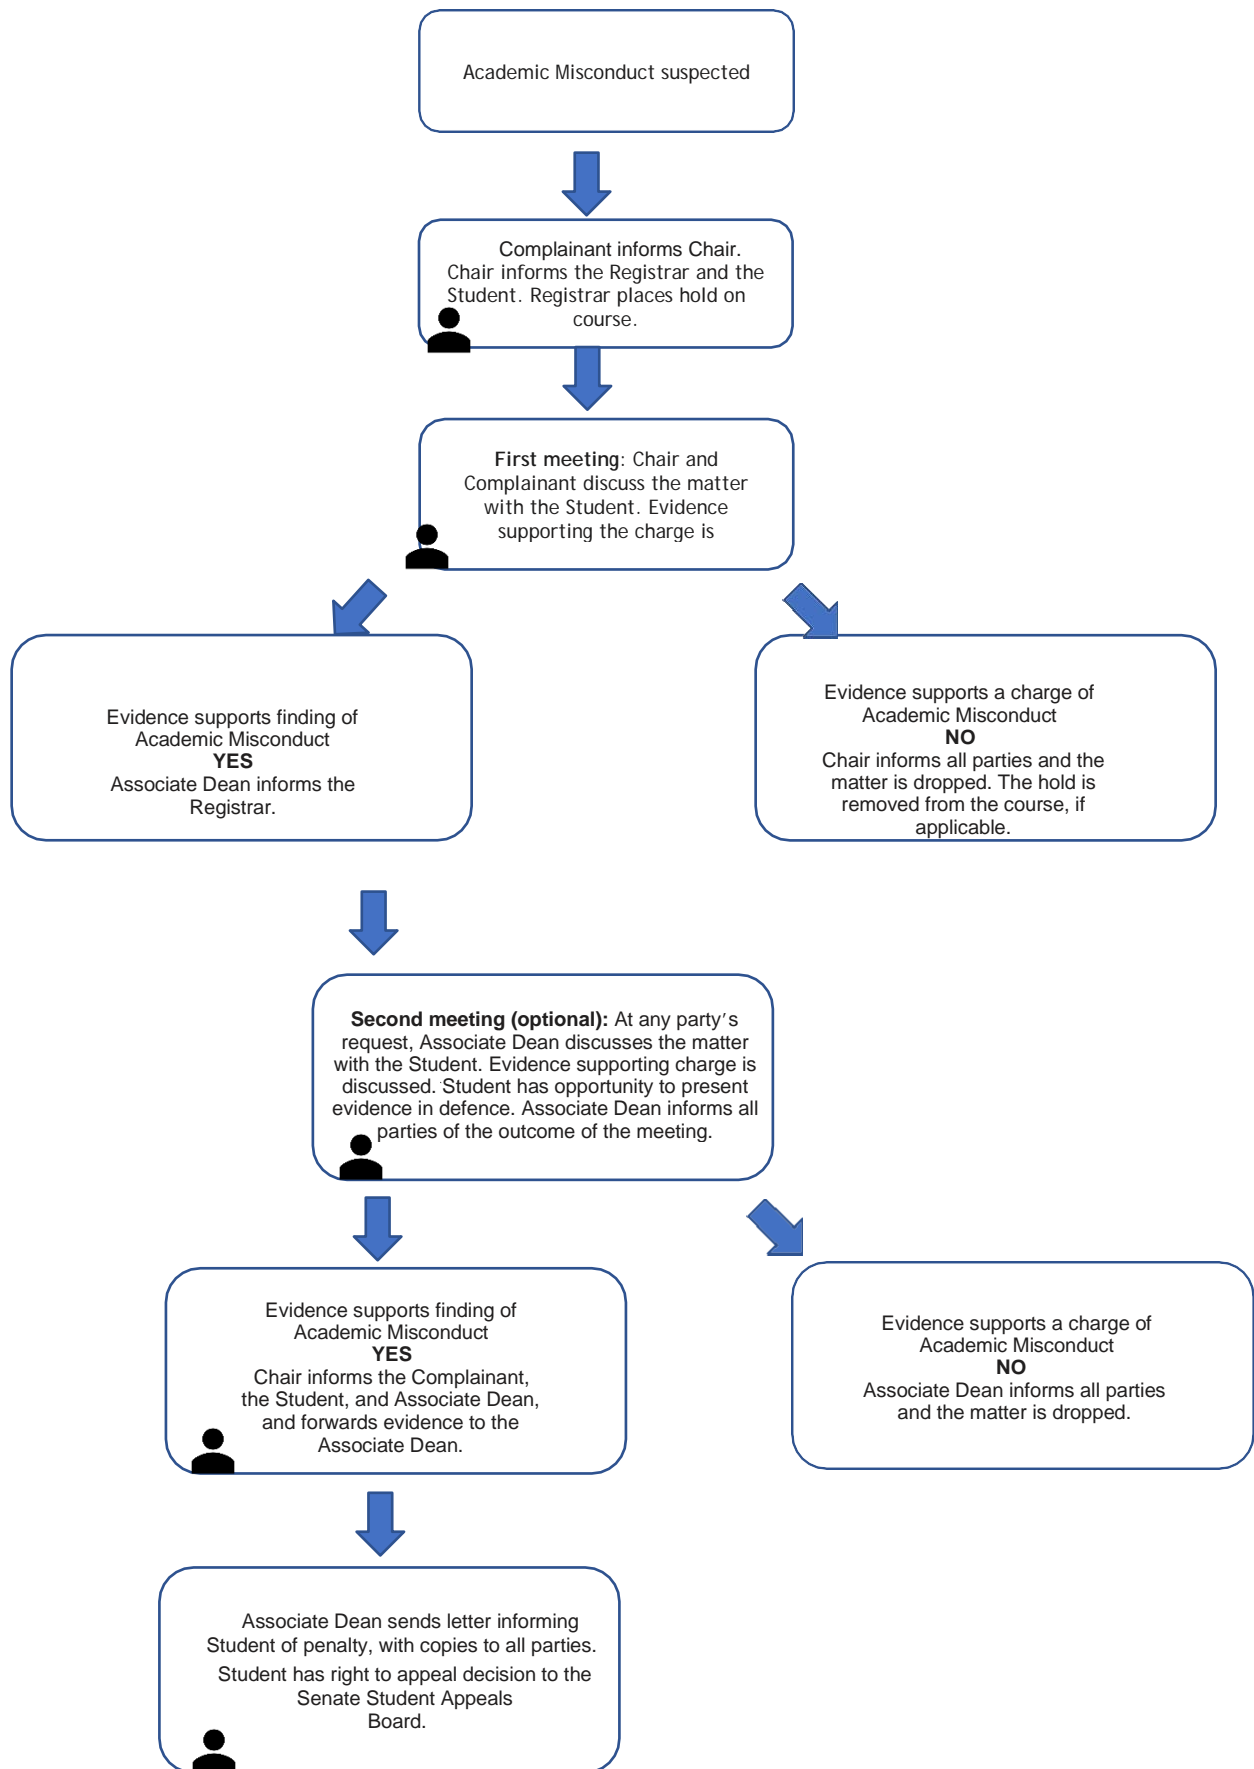 Academic Misconduct suspected
Complainant informs Chair.
Chair informs the Registrar and the
Student. Registrar places hold on
course.
First meeting: Chair and
Complainant discuss the matter
with the Student. Evidence
supporting the charge is
Evidence supports finding of
Academic Misconduct
YES
Associate Dean informs the
Registrar.
Evidence supports a charge of
Academic Misconduct
NO
Chair informs all parties and the
matter is dropped. The hold is
removed from the course, if
applicable.
Second meeting (optional): At any party's
request, Associate Dean discusses the matter
with the Student. Evidence supporting charge is
discussed. Student has opportunity to present
evidence in defence. Associate Dean informs all
parties of the outcome of the meeting.
Evidence supports finding of
Academic Misconduct
YES
Chair informs the Complainant,
the Student, and Associate Dean,
and forwards evidence to the
Associate Dean.
Evidence supports a charge of
Academic Misconduct
NO
Associate Dean informs all parties
and the matter is dropped.
Associate Dean sends letter informing
Student of penalty, with copies to all parties.
Student has right to appeal decision to the
Senate Student Appeals
Board.